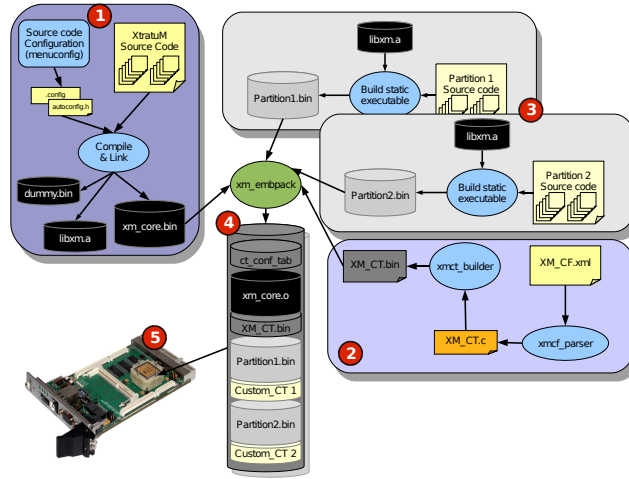 1
Source code
Configuration
(menuconfig)
XtratuM
Source Code
.config
autoconfig.h
Compile
& Link
dummy.bin
libxm.a
xm_core.bin
libxm.a
Partition1.bin
Build static
executable
Partition 1
Source code
3
libxm.a
Partition2.bin
Build static
executable
Partition 2
Source code
xm_embpack
4
ct_conf_tab
xm_core.o
XM_CT.bin
Partition1.bin
Custom_CT 1
Partition2.bin
Custom_CT 2
XM_CT.bin
xmct_builder
XM_CF.xml
XM_CT.c
xmcf_parser
2
5